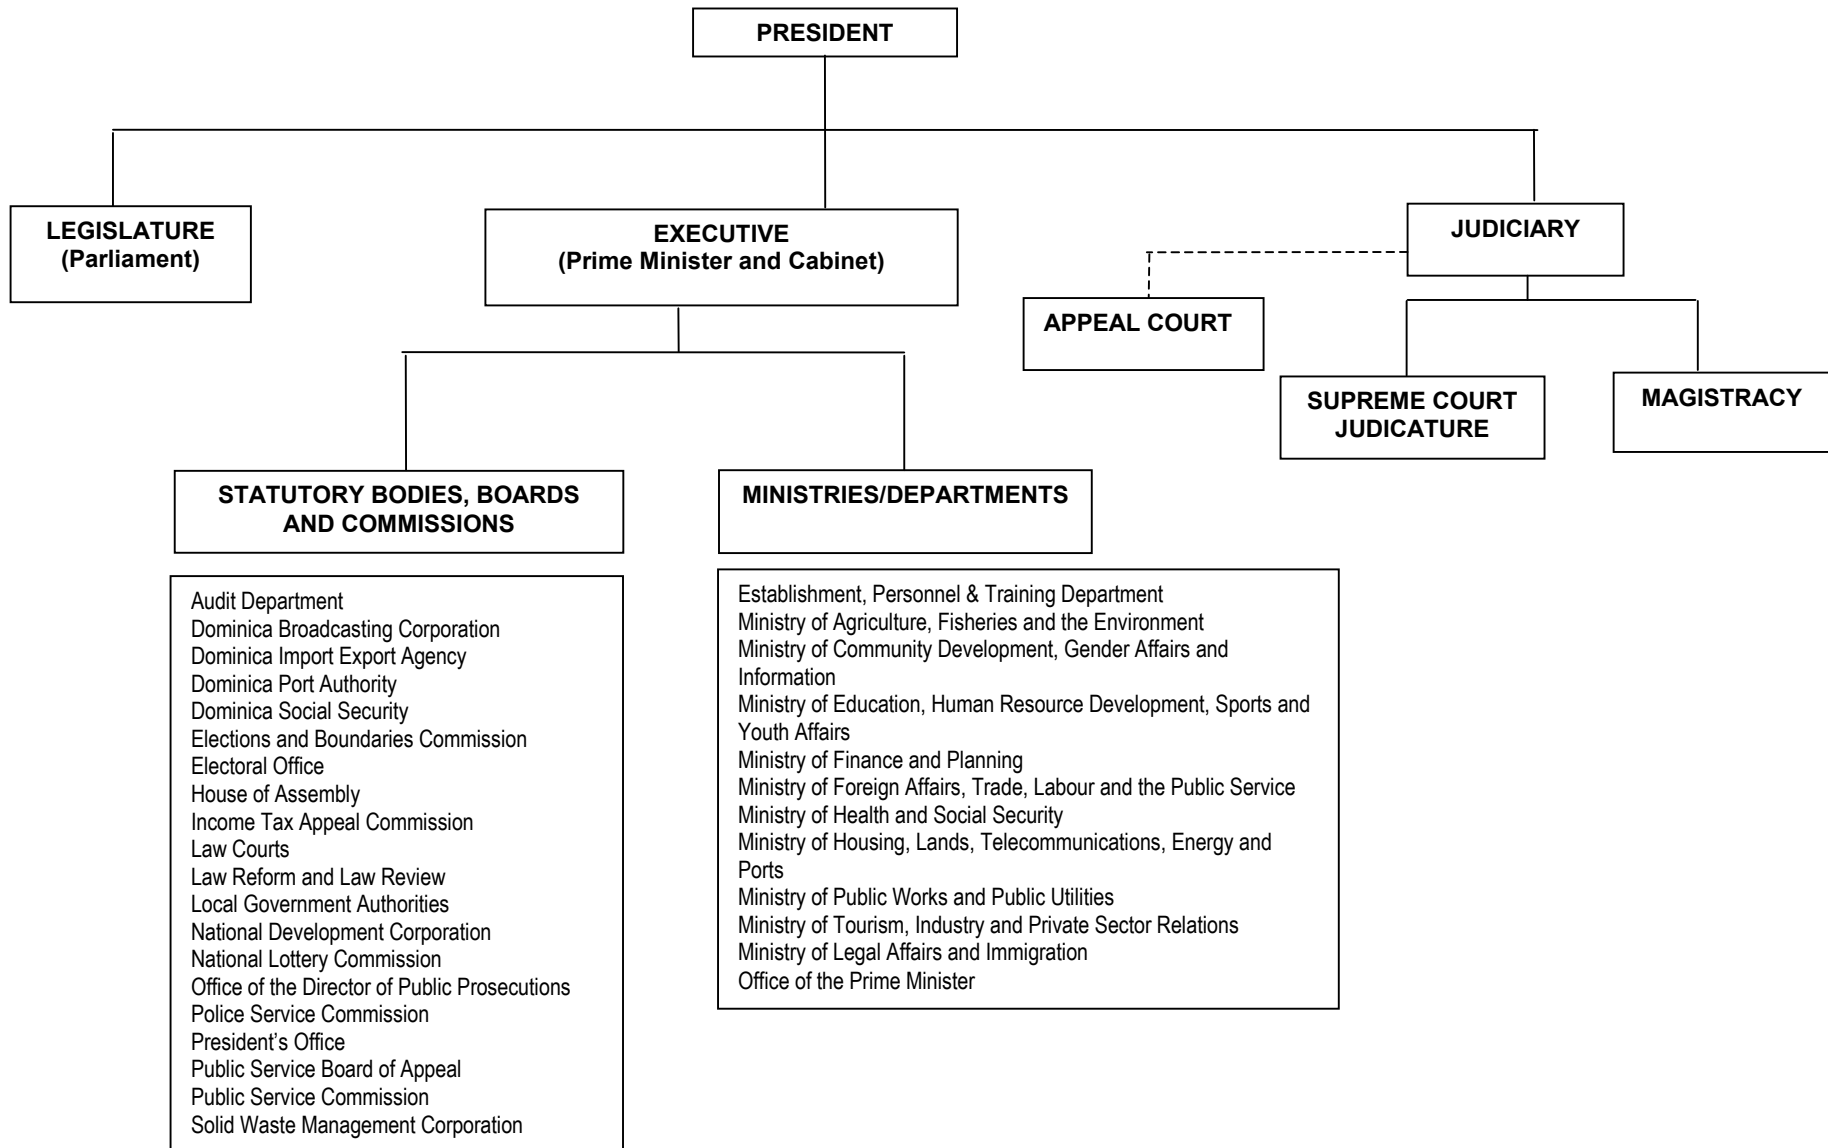 PRESIDENT
LEGISLATURE
(Parliament)
EXECUTIVE
(Prime Minister and Cabinet)
JUDICIARY
APPEAL COURT
SUPREME COURT
JUDICATURE
MAGISTRACY
STATUTORY BODIES, BOARDS
AND COMMISSIONS
MINISTRIES/DEPARTMENTS
Audit Department
Dominica Broadcasting Corporation
Dominica Import Export Agency
Dominica Port Authority
Dominica Social Security
Elections and Boundaries Commission
Electoral Office
House of Assembly
Income Tax Appeal Commission
Law Courts
Law Reform and Law Review
Local Government Authorities
National Development Corporation
National Lottery Commission
Office of the Director of Public Prosecutions
Police Service Commission
President’s Office
Public Service Board of Appeal
Public Service Commission
Solid Waste Management Corporation
Establishment, Personnel & Training Department
Ministry of Agriculture, Fisheries and the Environment
Ministry of Community Development, Gender Affairs and
Information
Ministry of Education, Human Resource Development, Sports and
Youth Affairs
Ministry of Finance and Planning
Ministry of Foreign Affairs, Trade, Labour and the Public Service
Ministry of Health and Social Security
Ministry of Housing, Lands, Telecommunications, Energy and
Ports
Ministry of Public Works and Public Utilities
Ministry of Tourism, Industry and Private Sector Relations
Ministry of Legal Affairs and Immigration
Office of the Prime Minister